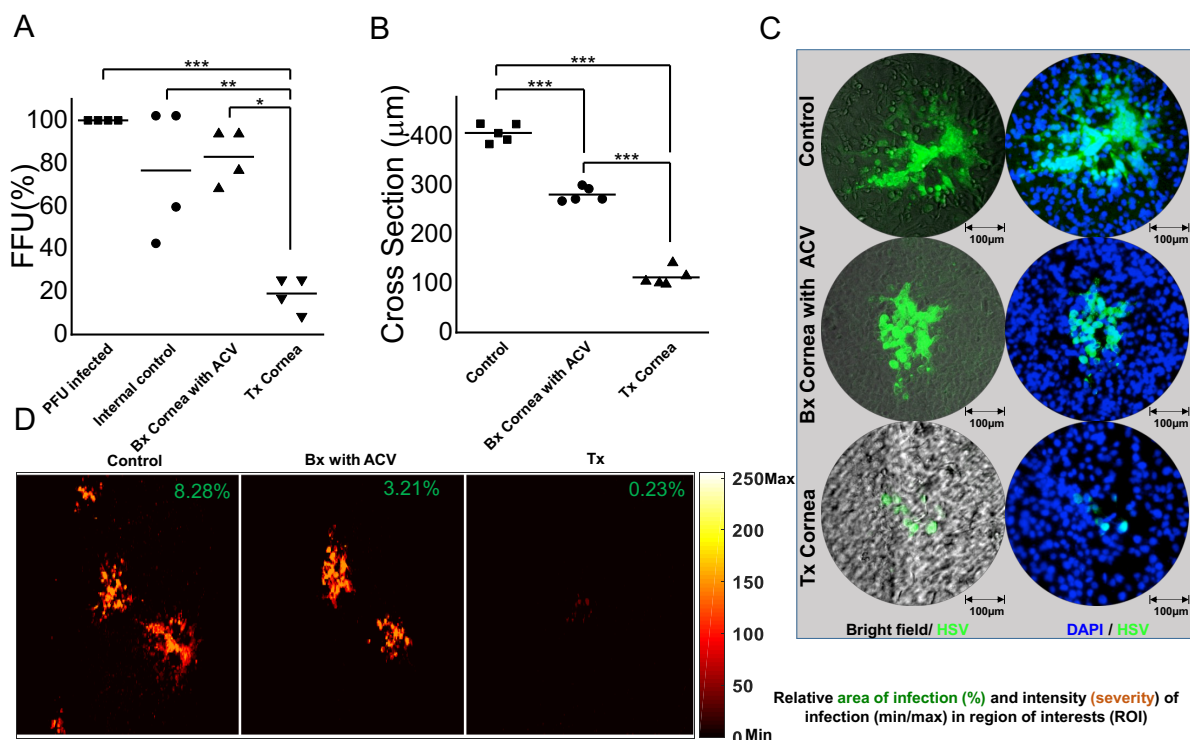 A
***
**
*
FFU(%)
100
80
60
40
20
0
PFU infected
Internal control
Bx Cornea with ACV
Tx Cornea
B
***
***
***
Cross Section (μm)
400
300
200
100
0
Control
Bx Cornea with ACV
Tx Cornea
C
Control
100μm
100μm
Bx Cornea with ACV
100μm
100μm
Tx Cornea
100μm
100μm
Bright field/ HSV
DAPI / HSV
D
Control
Bx with ACV
Tx
8.28%
3.21%
0.23%
250Max
200
150
100
50
0 Min
Relative area of infection (%) and intensity (severity) of
infection (min/max) in region of interests (ROI)